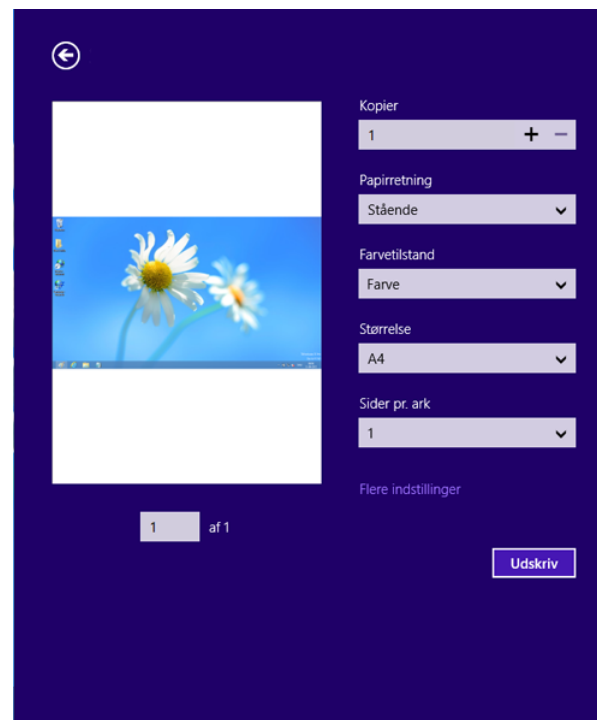 Kopier
1
Papirretning
Stående
Farvetilstand
Farve
Størrelse
A4
Sider pr. ark
1
Flere indstillinger
1 af 1
Udskriv